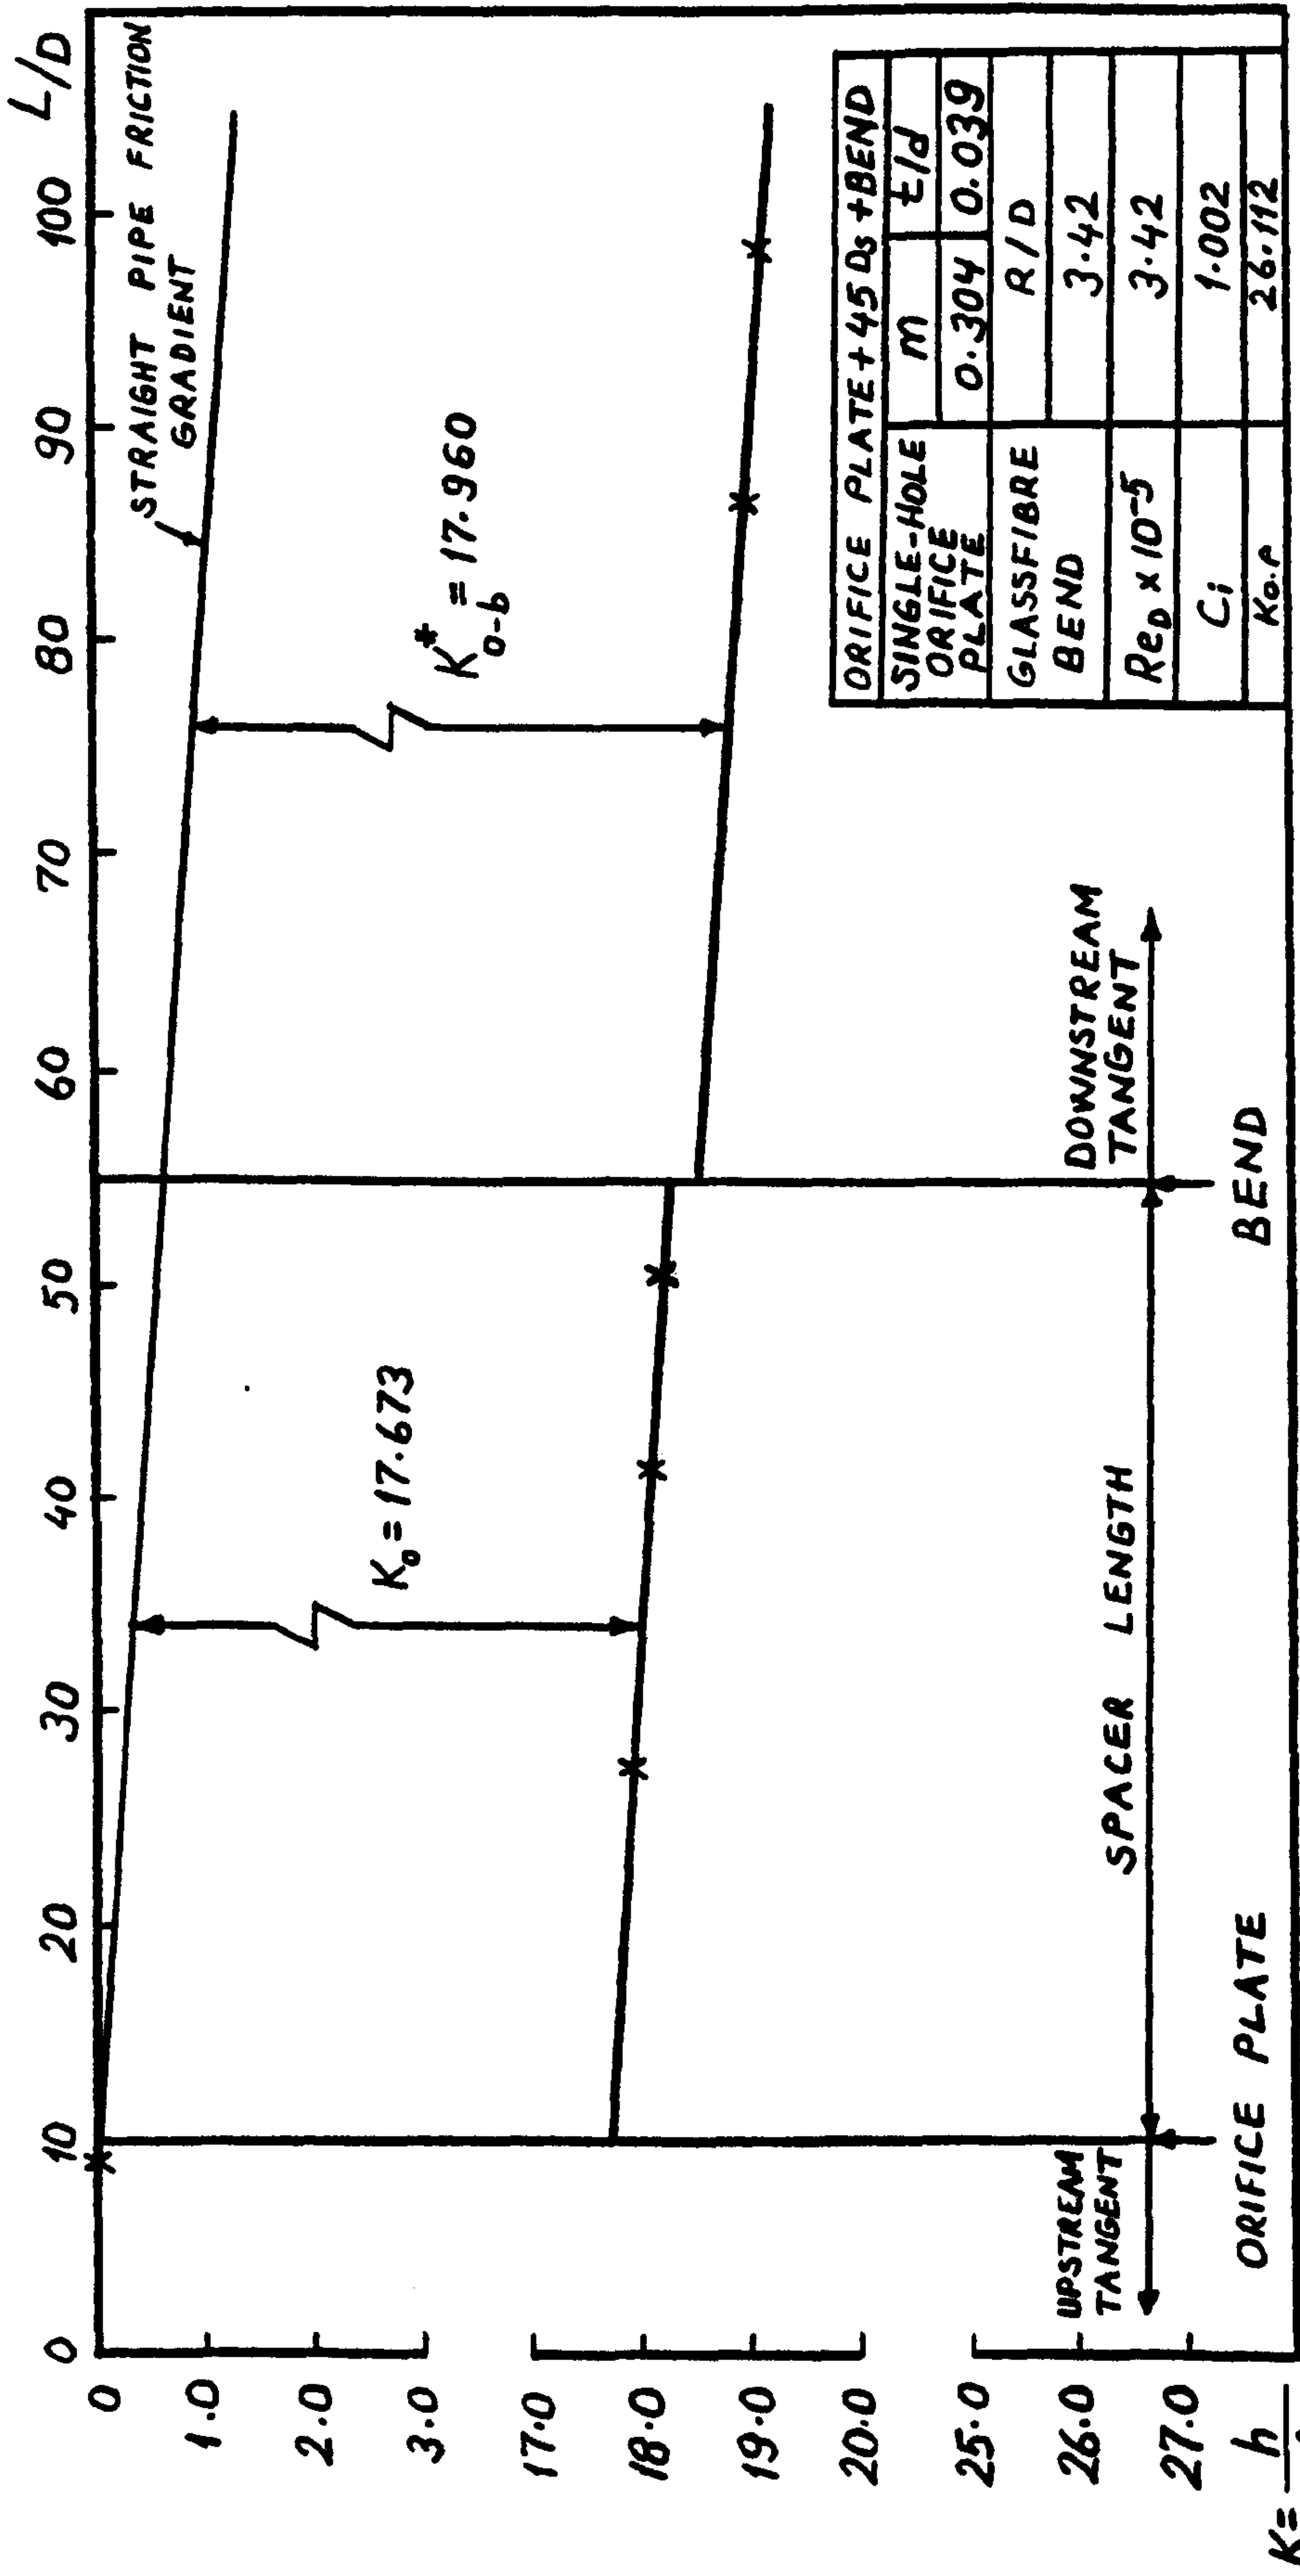 L/D
0 10 20 30 40 50 60 70 80 90 100
0
1.0
2.0
3.0
17.0
18.0
19.0
20.0
25.0
26.0
27.0
K= h
STRAIGHT PIPE FRICTION
GRADIENT
K₀ = 17.673
K*₀₋b = 17.960
UPSTREAM
TANGENT
SPACER LENGTH
DOWNSTREAM
TANGENT
ORIFICE PLATE
BEND
ORIFICE PLATE + 45 Ds + BEND
SINGLE-HOLE ORIFICE PLATE m t/d
0.304 0.039
GLASSFIBRE BEND R/D
3.42
Re_D x 10⁻⁵ 3.42
Ci 1.002
Ko.p 26.112